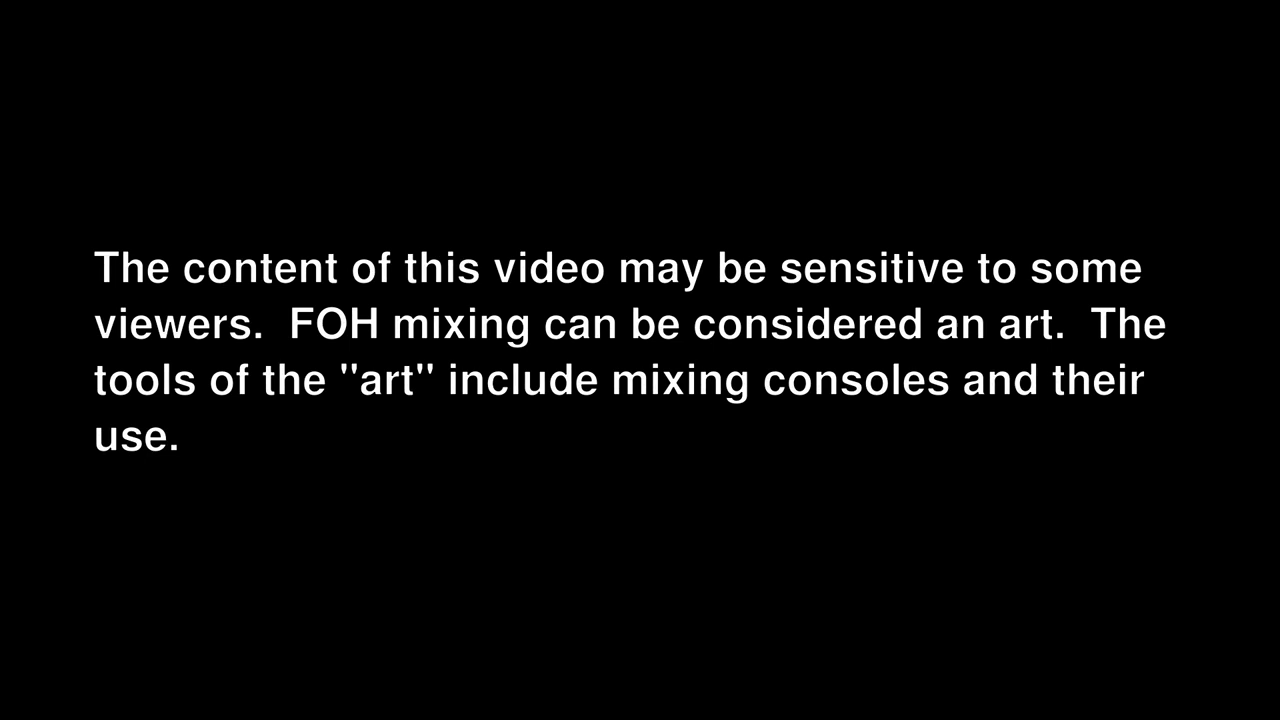 The content of this video may be sensitive to some
viewers.  FOH mixing can be considered an art.  The
tools of the "art" include mixing consoles and their
use.